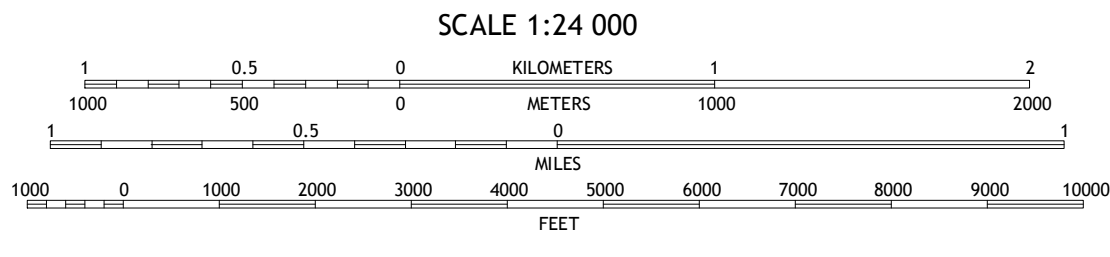 SCALE 1:24 000
1 0.5 0 KILOMETERS 1 2
1000 500 0 METERS 1000 2000
1 0.5 0 1
MILES
1000 0 1000 2000 3000 4000 5000 6000 7000 8000 9000 10000
FEET